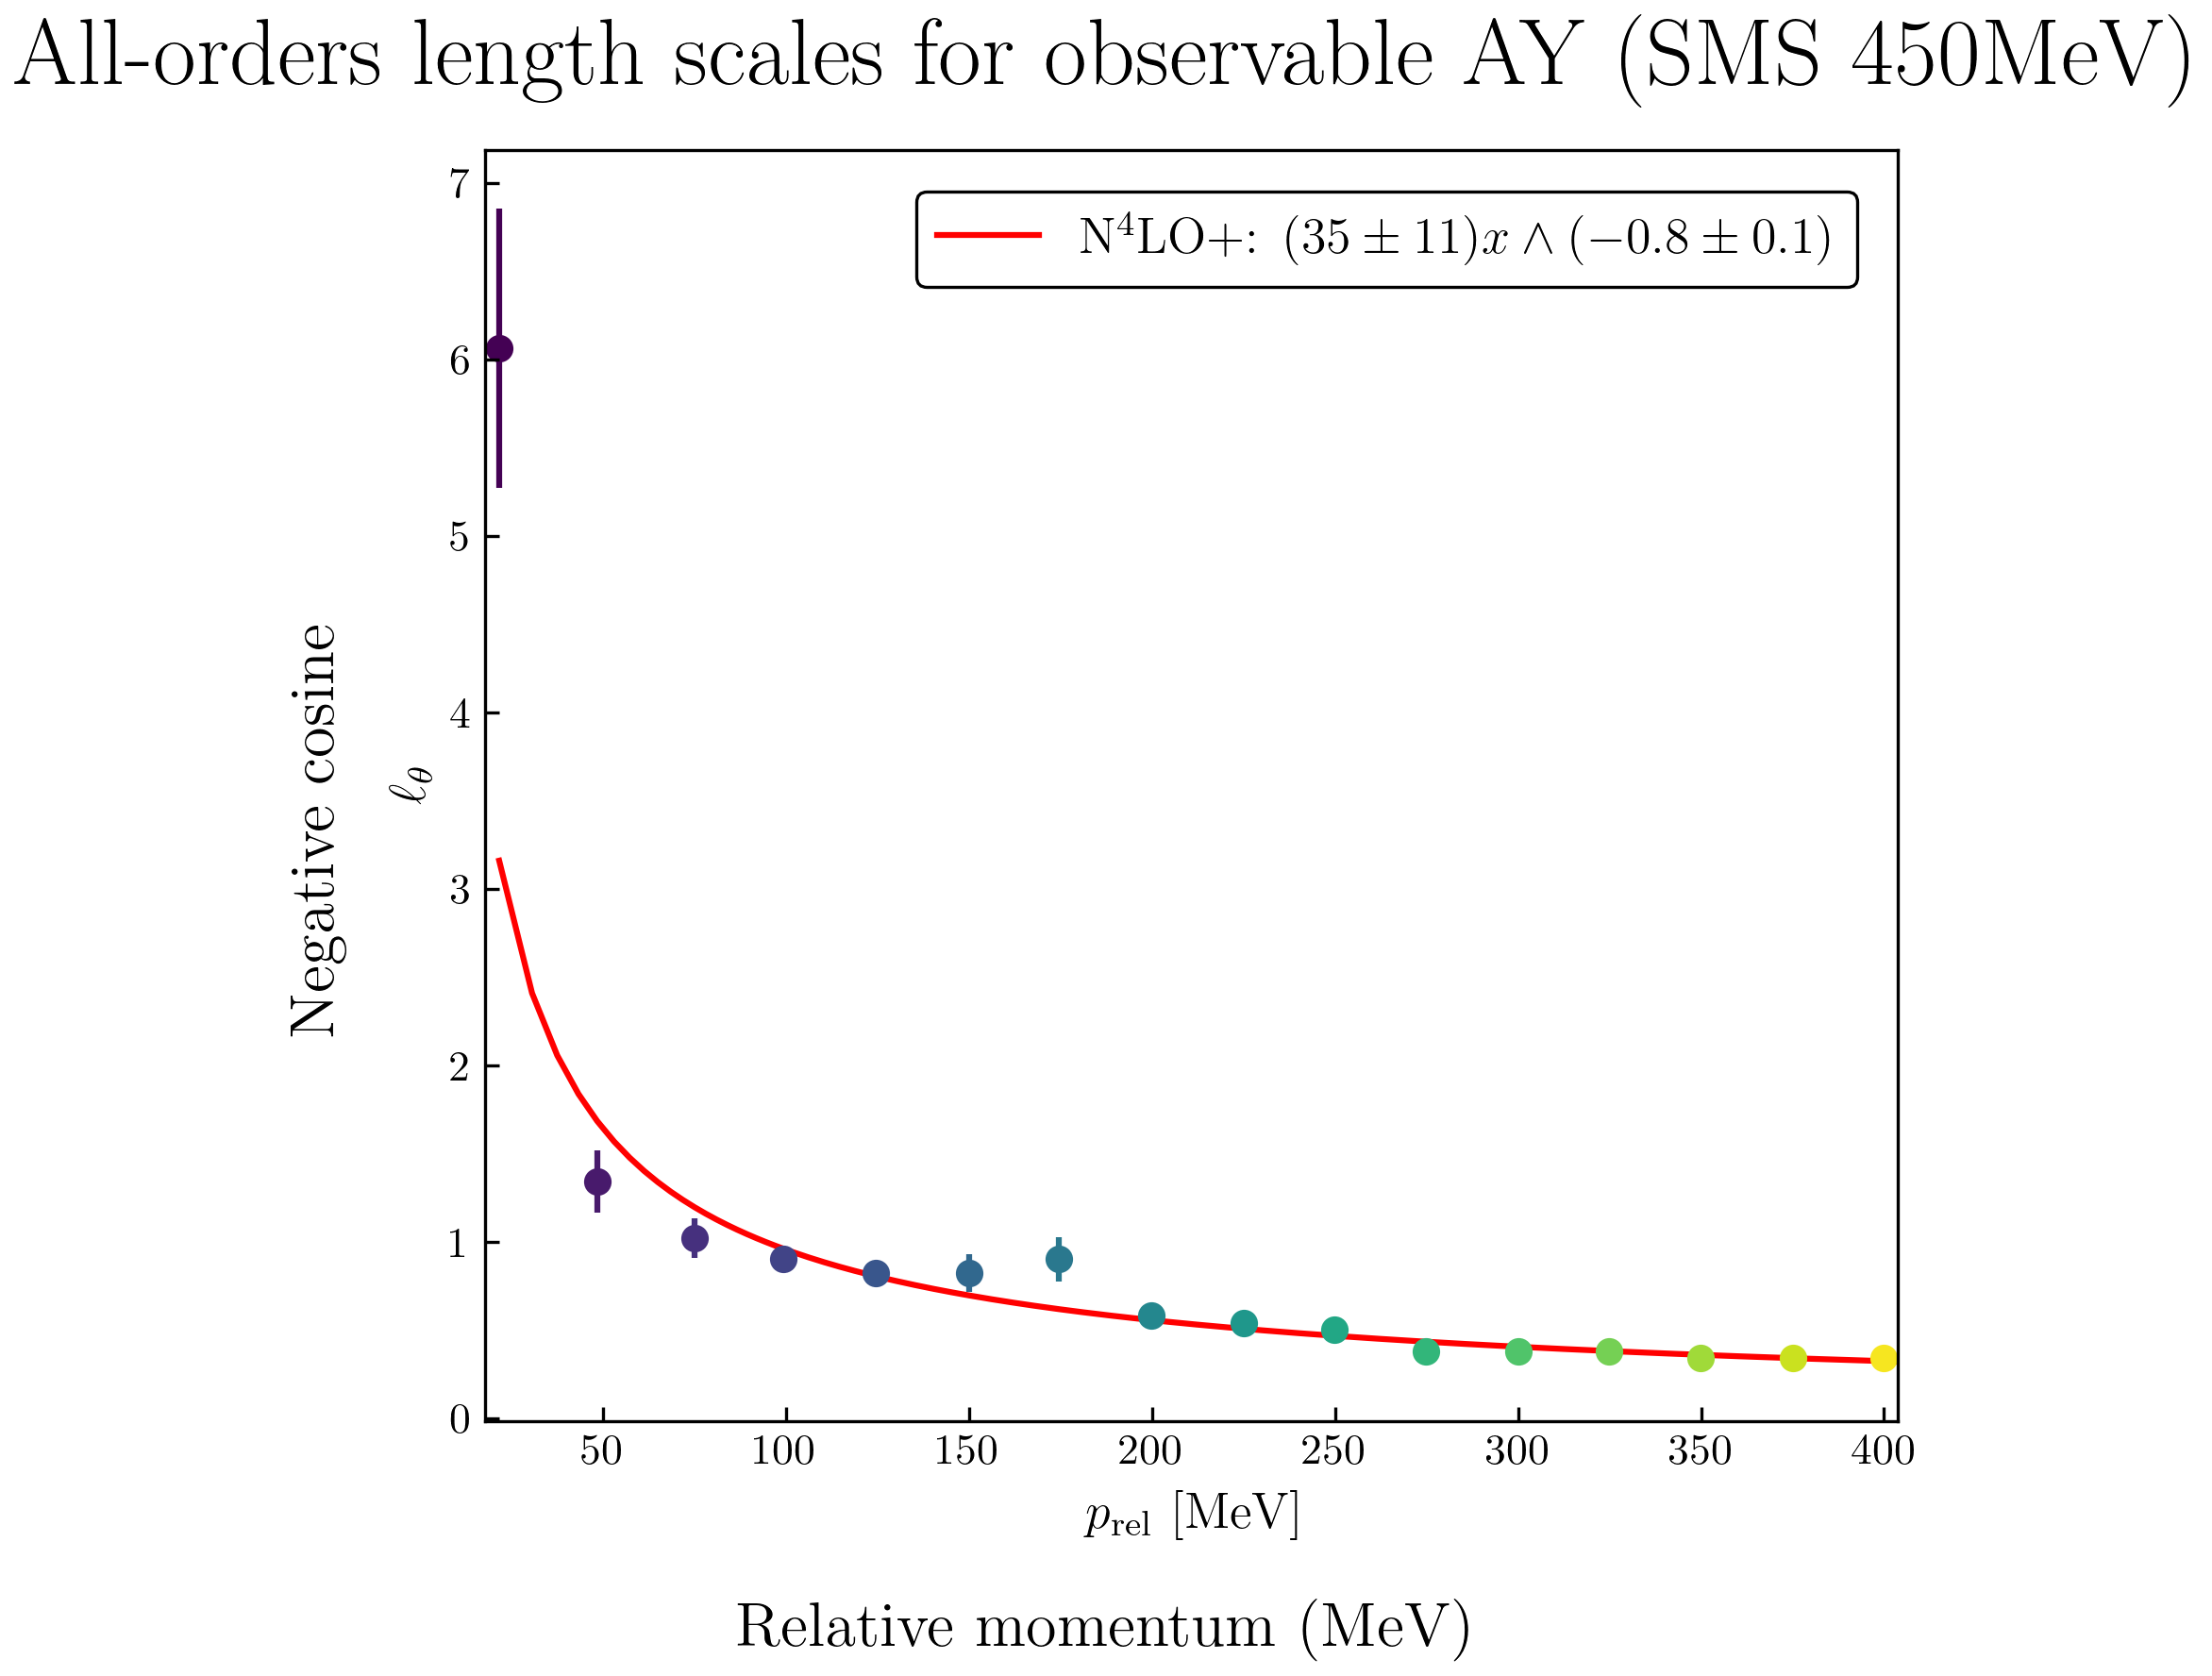 All-orders length scales for observable AY (SMS 450MeV)
N⁴LO+: (35 ± 11)x ∧ (−0.8 ± 0.1)
Negative cosine
ℓ_θ
7
6
5
4
3
2
1
0
50 100 150 200 250 300 350 400
p_rel [MeV]
Relative momentum (MeV)